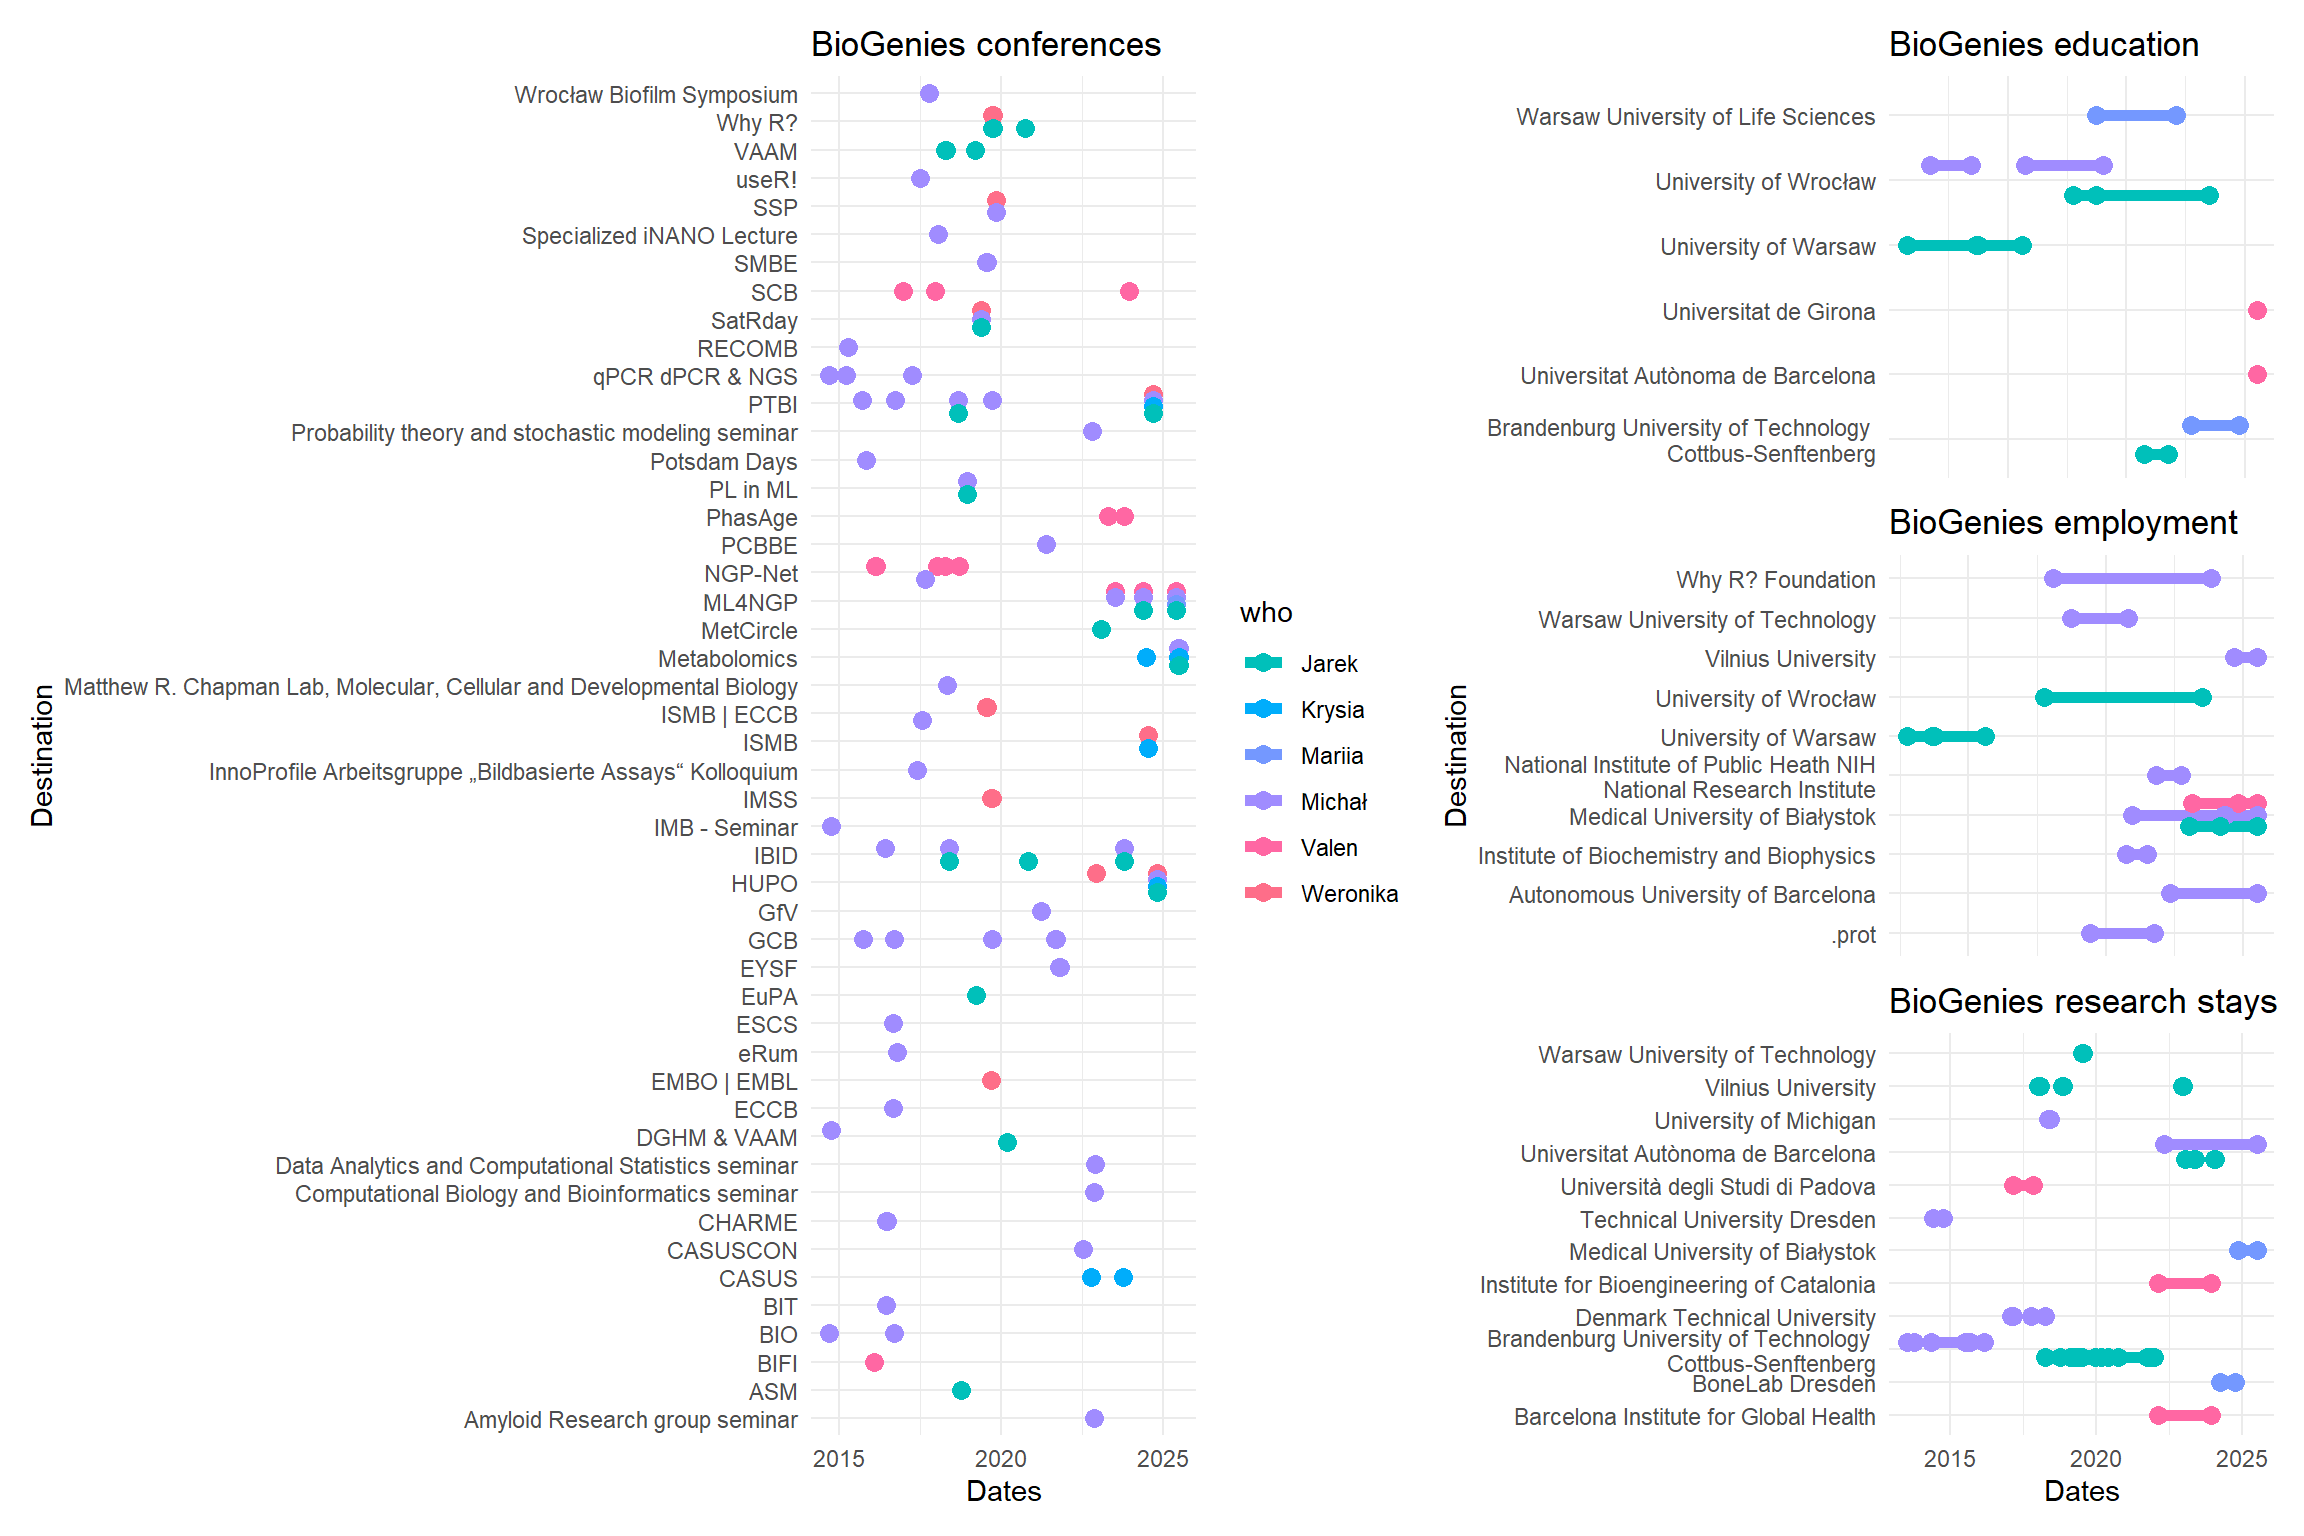 BioGenies conferences
Wrocław Biofilm Symposium
Why R?
VAAM
useR!
SSP
Specialized iNANO Lecture
SMBE
SCB
SatRday
RECOMB
qPCR dPCR & NGS
PTBI
Probability theory and stochastic modeling seminar
Potsdam Days
PL in ML
PhasAge
PCBBE
NGP-Net
ML4NGP
MetCircle
Metabolomics
Matthew R. Chapman Lab, Molecular, Cellular and Developmental Biology
ISMB | ECCB
ISMB
InnoProfile Arbeitsgruppe „Bildbasierte Assays“ Kolloquium
IMSS
IMB - Seminar
IBID
HUPO
GfV
GCB
EYSF
EuPA
ESCS
eRum
EMBO | EMBL
ECCB
DGHM & VAAM
Data Analytics and Computational Statistics seminar
Computational Biology and Bioinformatics seminar
CHARME
CASUSCON
CASUS
BIT
BIO
BIFI
ASM
Amyloid Research group seminar
Destination
2015 2020 2025
Dates
who
Jarek
Krysia
Mariia
Michał
Valen
Weronika
BioGenies education
Warsaw University of Life Sciences
University of Wrocław
University of Warsaw
Universitat de Girona
Universitat Autònoma de Barcelona
Brandenburg University of Technology
Cottbus-Senftenberg
BioGenies employment
Why R? Foundation
Warsaw University of Technology
Vilnius University
University of Wrocław
University of Warsaw
National Institute of Public Heath NIH
National Research Institute
Medical University of Białystok
Institute of Biochemistry and Biophysics
Autonomous University of Barcelona
.prot
Destination
BioGenies research stays
Warsaw University of Technology
Vilnius University
University of Michigan
Universitat Autònoma de Barcelona
Università degli Studi di Padova
Technical University Dresden
Medical University of Białystok
Institute for Bioengineering of Catalonia
Denmark Technical University
Brandenburg University of Technology
Cottbus-Senftenberg
BoneLab Dresden
Barcelona Institute for Global Health
2015 2020 2025
Dates